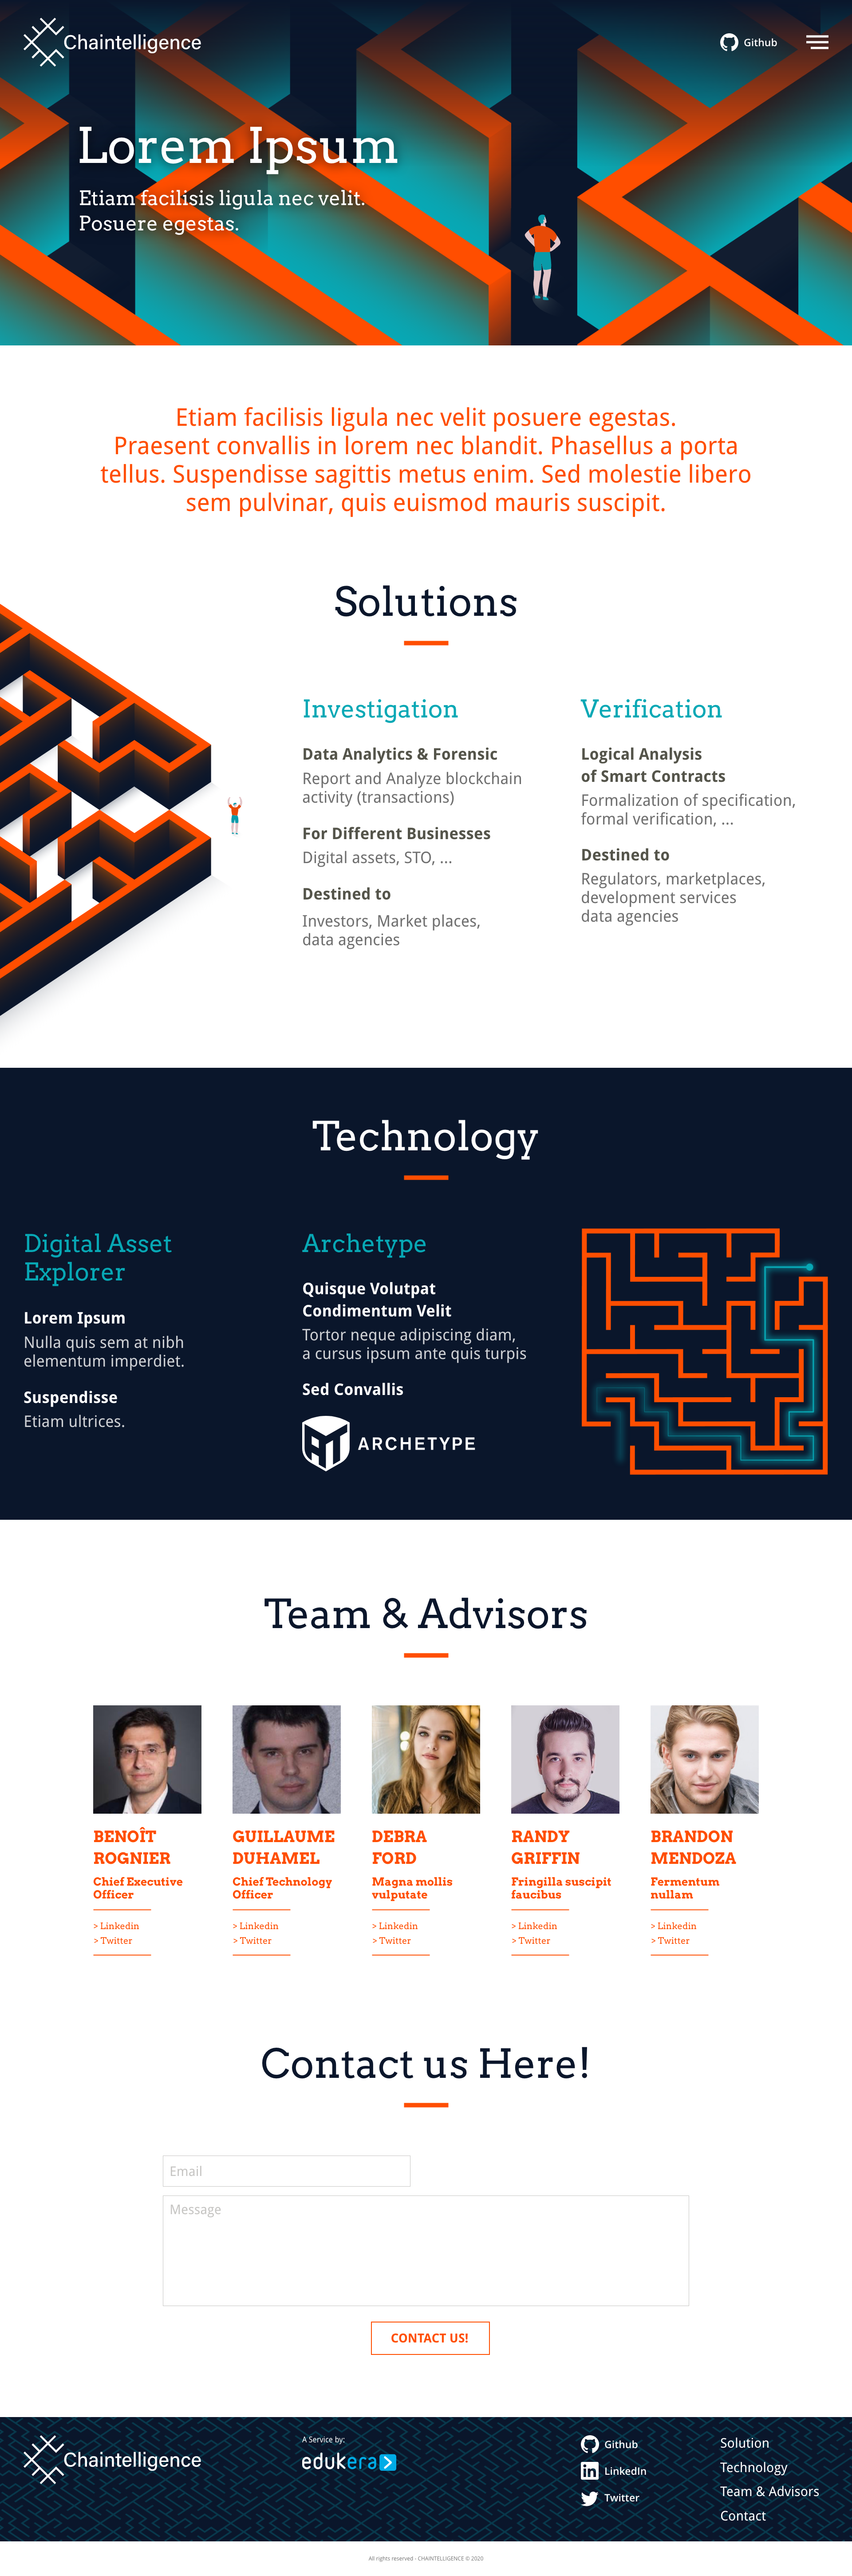 Chaintelligence
Github
Lorem Ipsum
Etiam facilisis ligula nec velit.
Posuere egestas.
Etiam facilisis ligula nec velit posuere egestas.
Praesent convallis in lorem nec blandit. Phasellus a porta
tellus. Suspendisse sagittis metus enim. Sed molestie libero
sem pulvinar, quis euismod mauris suscipit.
Solutions
Investigation
Data Analytics & Forensic
Report and Analyze blockchain
activity (transactions)
For Different Businesses
Digital assets, STO, ...
Destined to
Investors, Market places,
data agencies
Verification
Logical Analysis
of Smart Contracts
Formalization of specification,
formal verification, ...
Destined to
Regulators, marketplaces,
development services
data agencies
Technology
Digital Asset
Explorer
Lorem Ipsum
Nulla quis sem at nibh
elementum imperdiet.
Suspendisse
Etiam ultrices.
Archetype
Quisque Volutpat
Condimentum Velit
Tortor neque adipiscing diam,
a cursus ipsum ante quis turpis
Sed Convallis
ARCHETYPE
Team & Advisors
BENOÎT
ROGNIER
Chief Executive
Officer
> Linkedin
> Twitter
GUILLAUME
DUHAMEL
Chief Technology
Officer
> Linkedin
> Twitter
DEBRA
FORD
Magna mollis
vulputate
> Linkedin
> Twitter
RANDY
GRIFFIN
Fringilla suscipit
faucibus
> Linkedin
> Twitter
BRANDON
MENDOZA
Fermentum
nullam
> Linkedin
> Twitter
Contact us Here!
Email
Message
CONTACT US!
Chaintelligence
A Service by:
edukera
Github
LinkedIn
Twitter
Solution
Technology
Team & Advisors
Contact
All rights reserved - CHAINTELLIGENCE © 2020